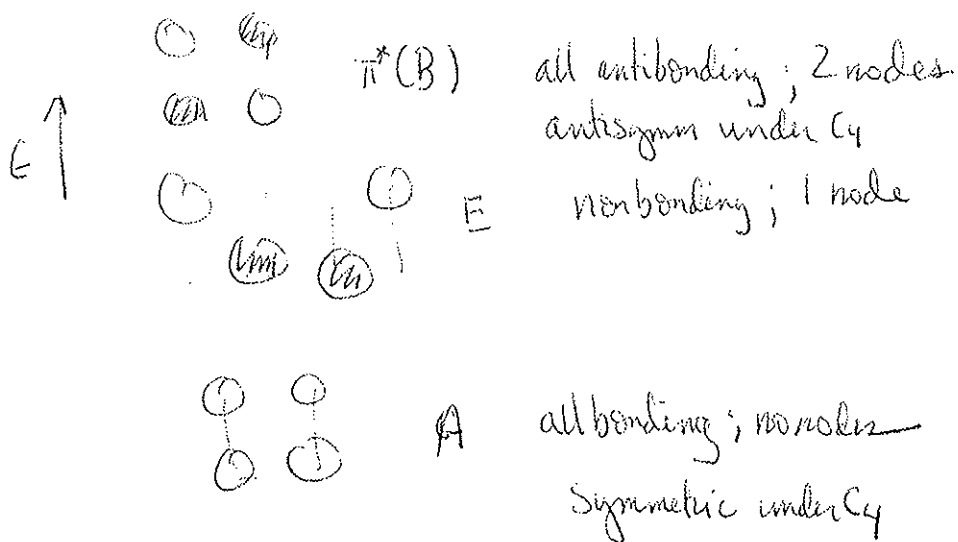 π*(B) all antibonding; 2 nodes
antisymm under C4
E
E nonbonding; 1 node
A all bonding; no nodes
Symmetric under C4